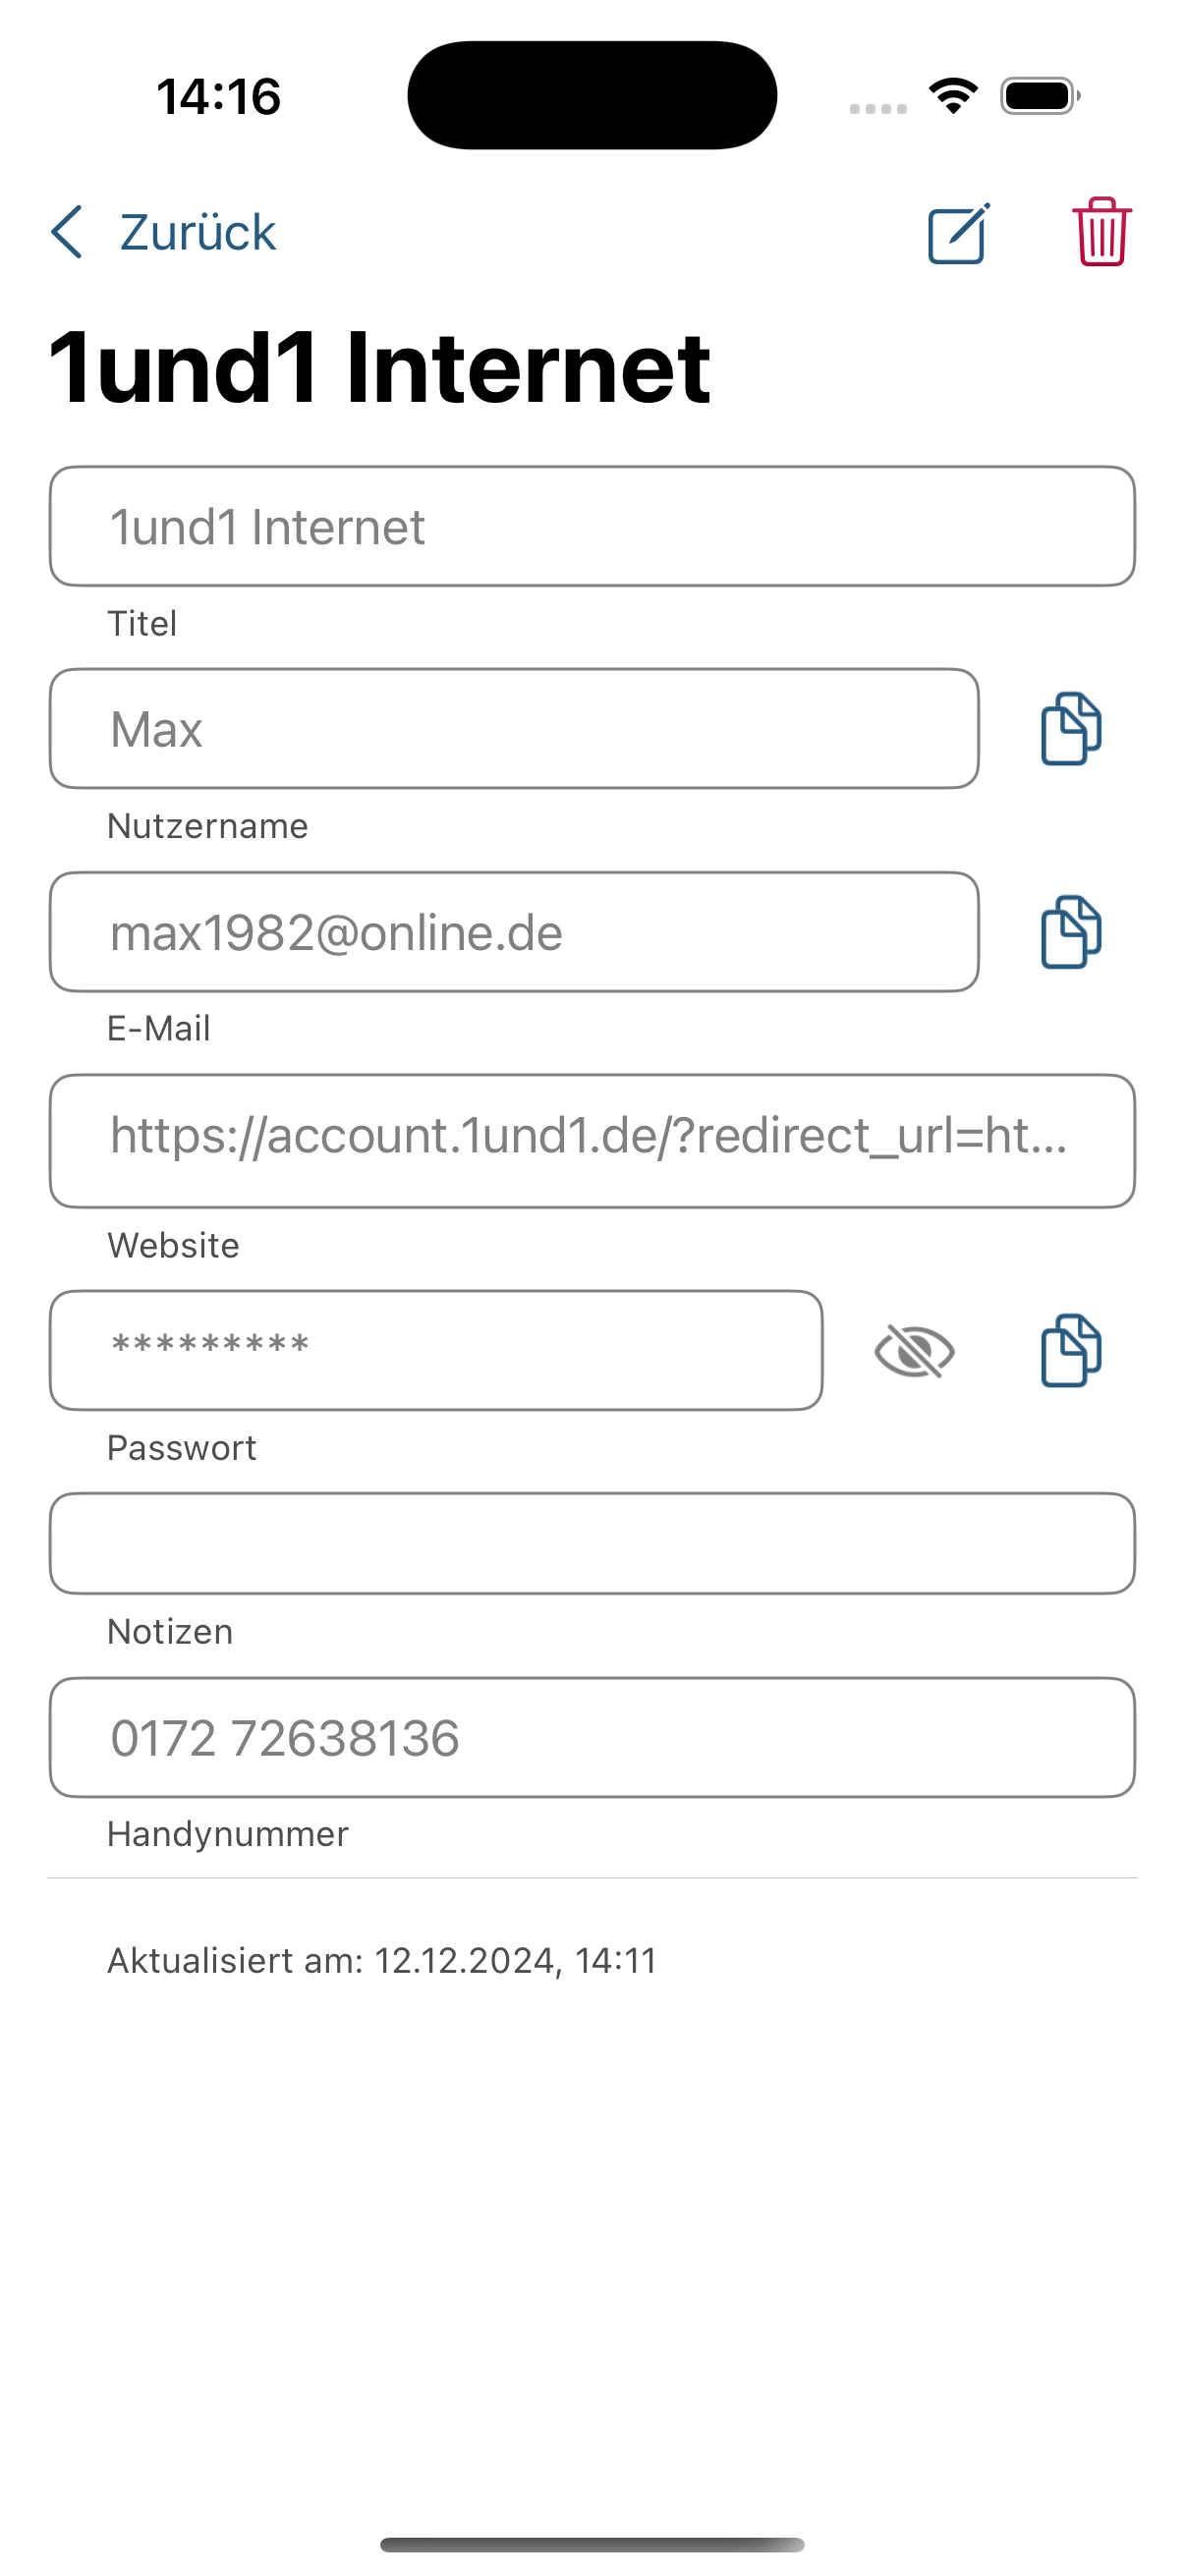 14:16
Zurück
1und1 Internet
1und1 Internet
Titel
Max
Nutzername
max1982@online.de
E-Mail
https://account.1und1.de/?redirect_url=ht...
Website
*********
Passwort
Notizen
0172 72638136
Handynummer
Aktualisiert am: 12.12.2024, 14:11